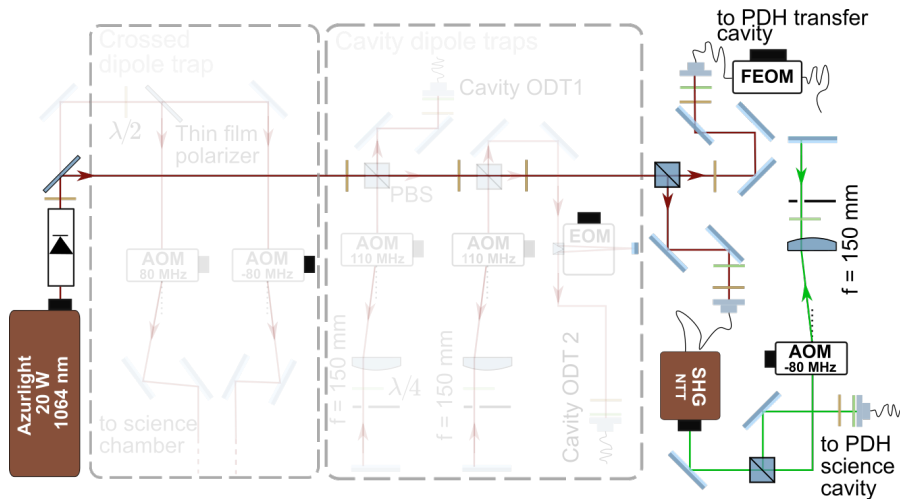 Crossed
dipole trap
λ/2
Thin film
polarizer
AOM
80 MHz
AOM
-80 MHz
to science
chamber
Azurlight
20 W
1064 nm
Cavity dipole traps
Cavity ODT1
PBS
AOM
110 MHz
AOM
110 MHz
EOM
f = 150 mm
λ/4
f = 150 mm
Cavity ODT 2
to PDH transfer
cavity
FEOM
f = 150 mm
AOM
-80 MHz
SHG
NTT
to PDH
science
cavity